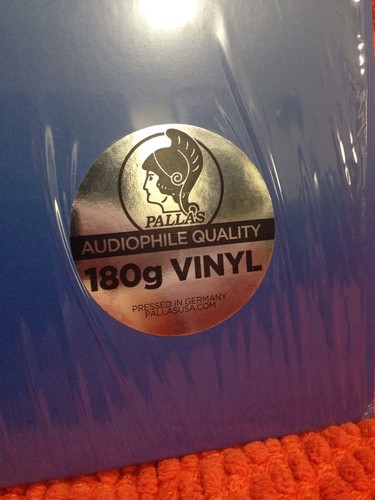 PALLAS
AUDIOPHILE QUALITY
180g VINYL
PRESSED IN GERMANY
PALLASUSA.COM